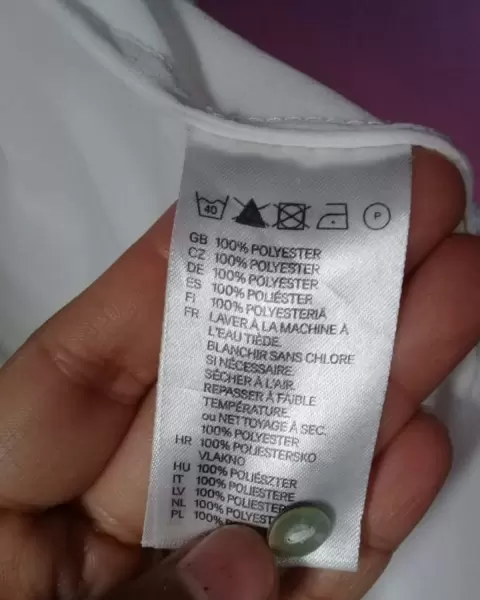 40
P
GB 100% POLYESTER
CZ 100% POLYESTER
DE 100% POLYESTER
ES 100% POLIÉSTER
FI 100% POLYESTERIÄ
FR LAVER À LA MACHINE À
L'EAU TIÈDE.
BLANCHIR SANS CHLORE
SI NÉCESSAIRE.
SÉCHER À L'AIR.
REPASSER À FAIBLE
TEMPÉRATURE.
ou NETTOYAGE À SEC.
100% POLYESTER
HR 100% POLIESTERSKO
VLAKNO
HU 100% POLIÉSZTER
IT 100% POLIESTERE
LV 100% POLIESTERS
NL 100% POLYESTER
PL 100%